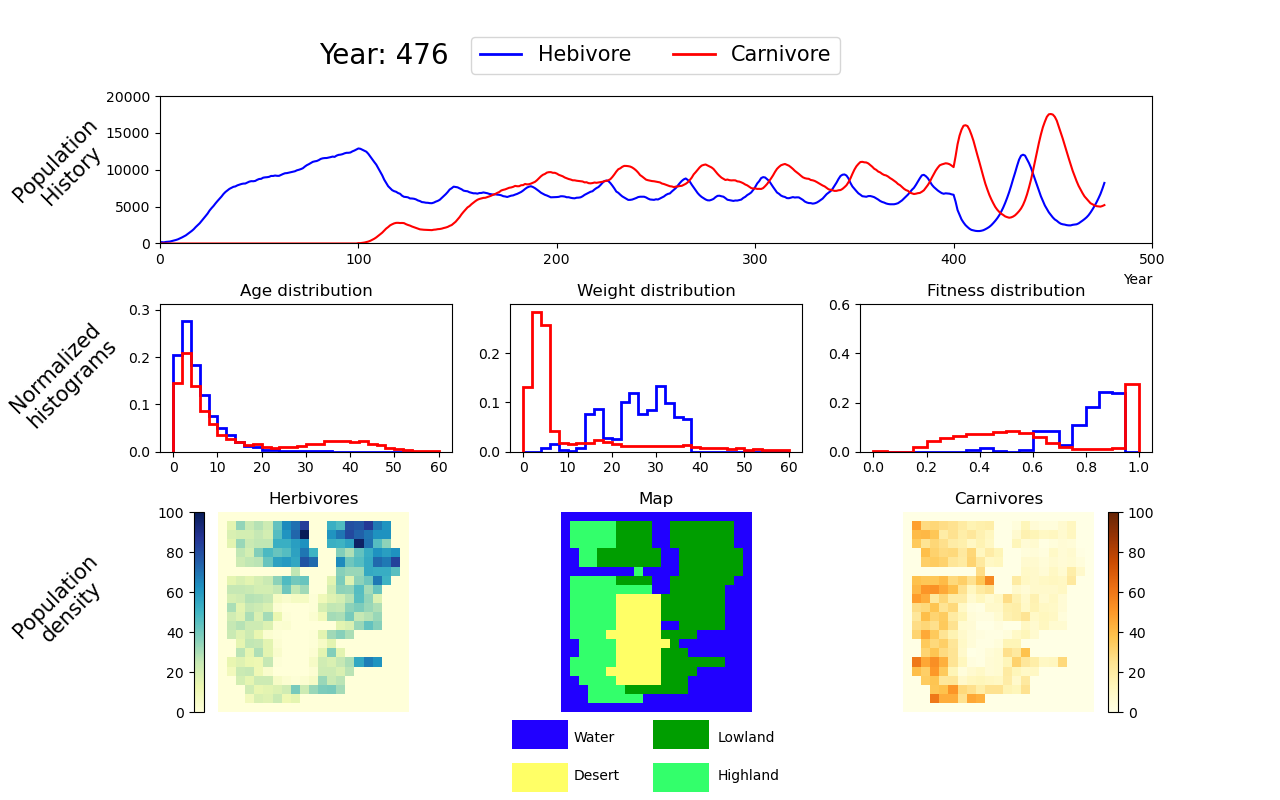 Year: 476
Hebivore
Carnivore
Population
History
20000
15000
10000
5000
0
0 100 200 300 400 500
Year
Normalized
histograms
Age distribution
0.3
0.2
0.1
0.0
0 10 20 30 40 50 60
Weight distribution
0.2
0.1
0.0
0 10 20 30 40 50 60
Fitness distribution
0.6
0.4
0.2
0.0
0.0 0.2 0.4 0.6 0.8 1.0
Population
density
Herbivores
100
80
60
40
20
0
Map
Carnivores
100
80
60
40
20
0
Water
Lowland
Desert
Highland